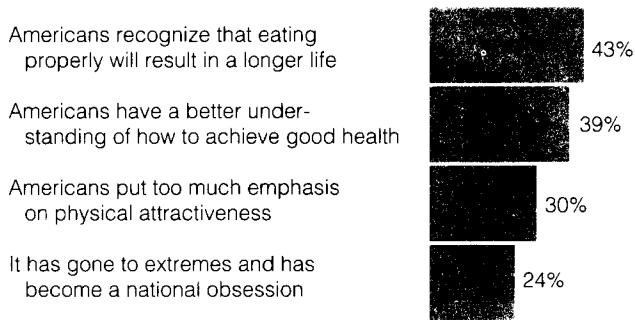 Americans recognize that eating
properly will result in a longer life
43%
Americans have a better under-
standing of how to achieve good health
39%
Americans put too much emphasis
on physical attractiveness
30%
It has gone to extremes and has
become a national obsession
24%